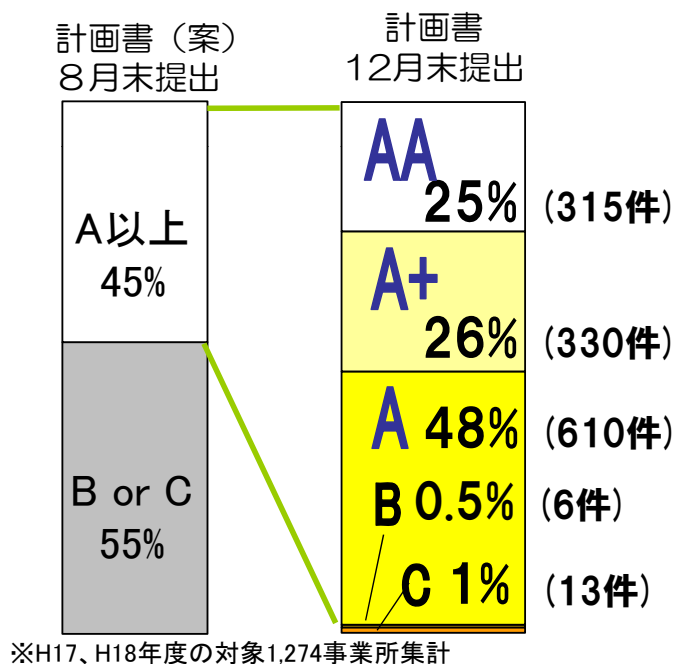 計画書（案）
８月末提出
計画書
12月末提出
A以上
45%
B or C
55%
AA
25% (315件)
A+
26% (330件)
A 48% (610件)
B 0.5% (6件)
C 1% (13件)
※H17、H18年度の対象1,274事業所集計